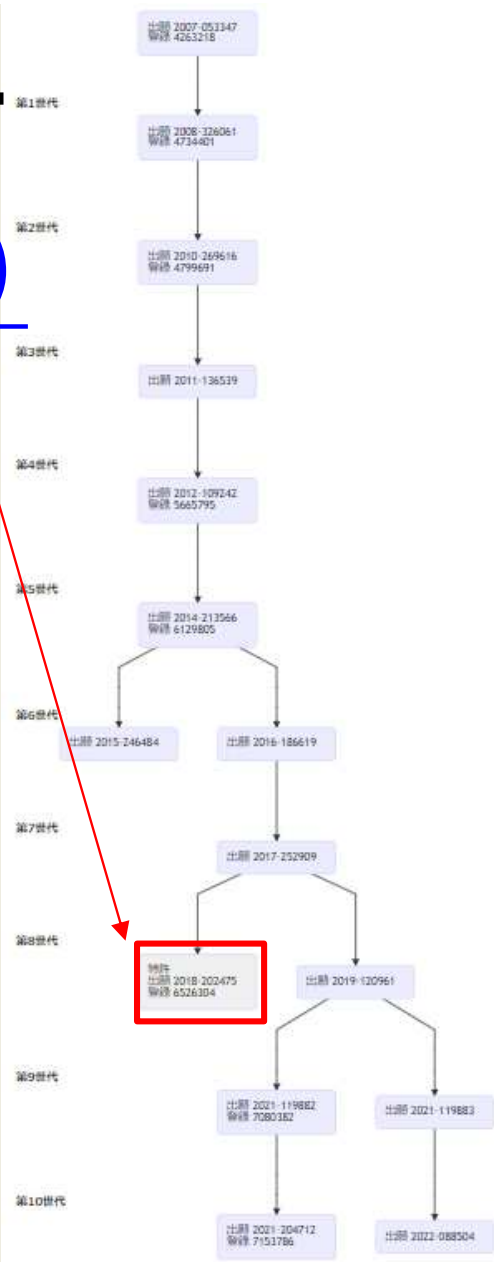 出願 2007-053347
登録 4263218
第1世代
出願 2008-326061
登録 4734401
第2世代
出願 2010-269616
登録 4799691
第3世代
出願 2011-136539
第4世代
出願 2012-109242
登録 5665795
第5世代
出願 2014-213566
登録 6129805
第6世代
出願 2015-246484
出願 2016-186619
第7世代
出願 2017-252909
第8世代
特許
出願 2018-202475
登録 6526304
出願 2019-120961
第9世代
出願 2021-119882
登録 7080382
出願 2021-119883
第10世代
出願 2021-204712
登録 7153786
出願 2022-088504